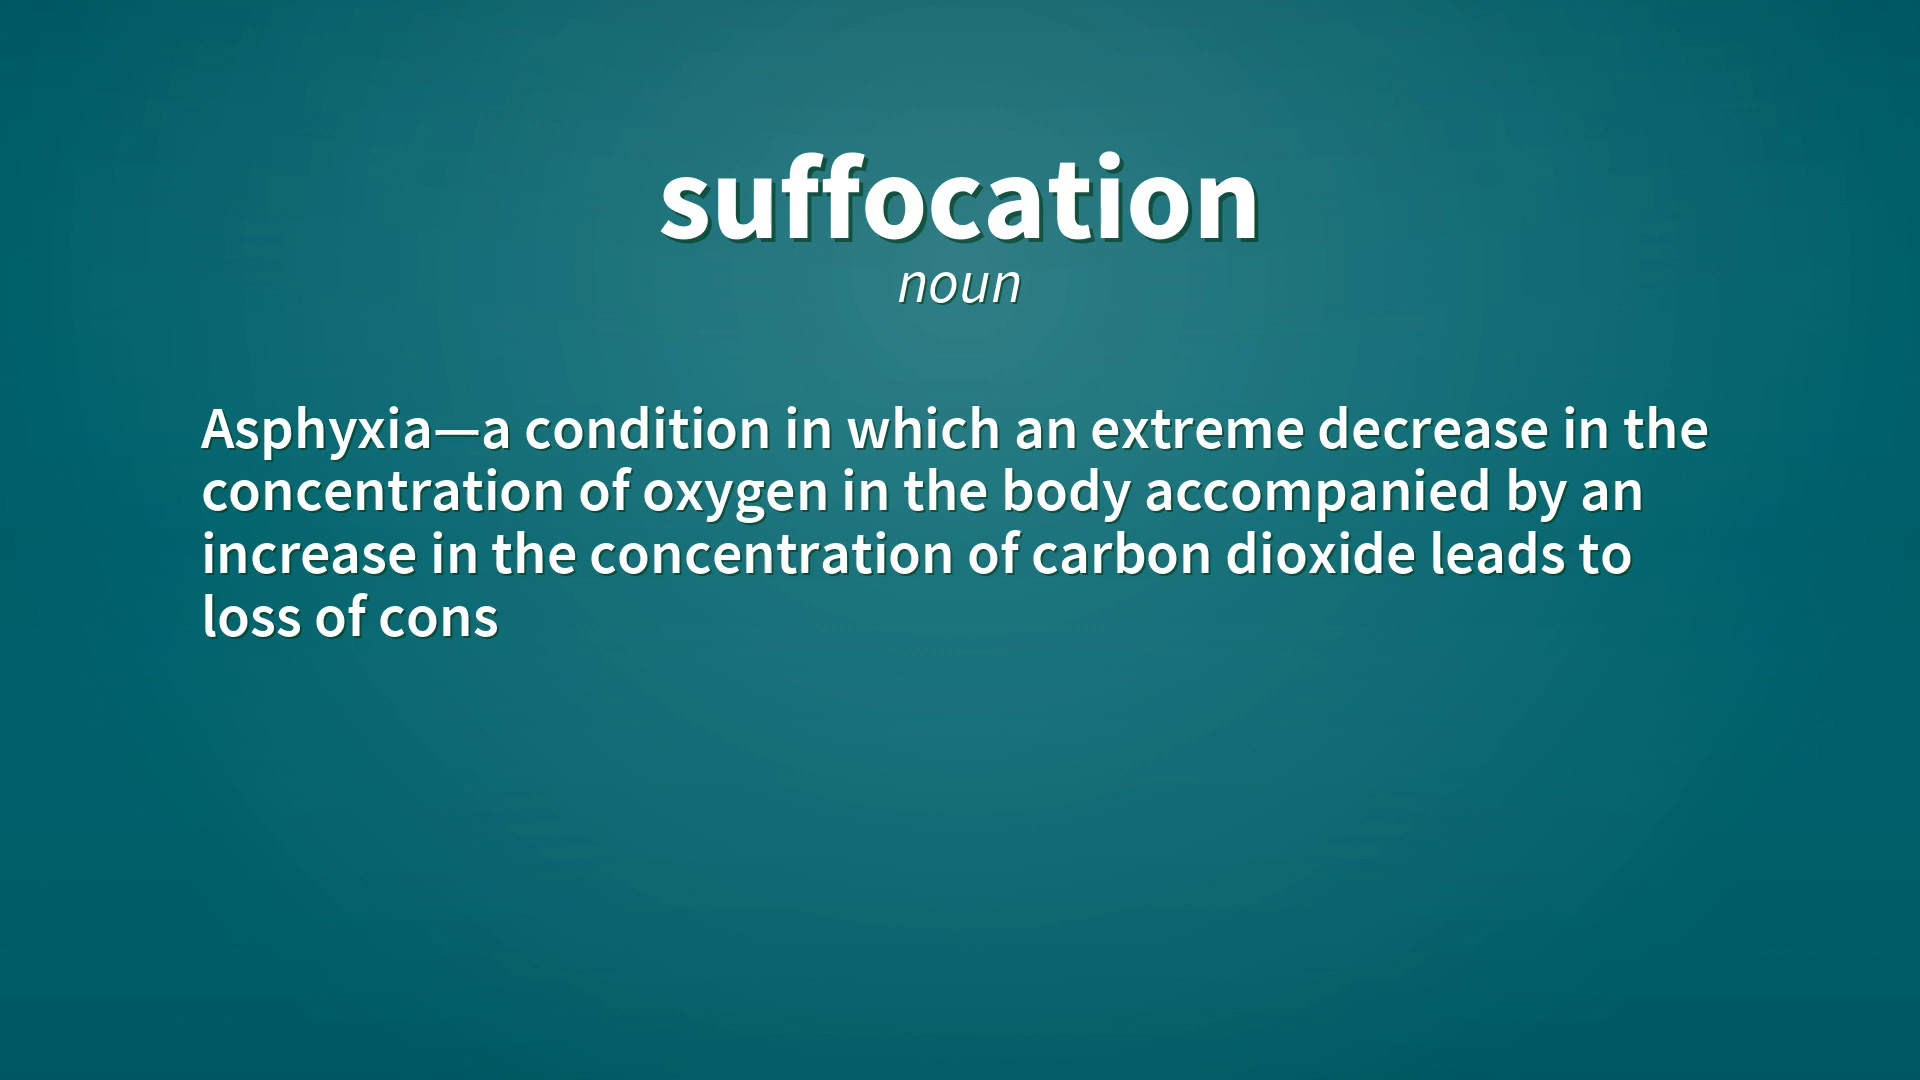 suffocation
noun
Asphyxia—a condition in which an extreme decrease in the
concentration of oxygen in the body accompanied by an
increase in the concentration of carbon dioxide leads to
loss of cons